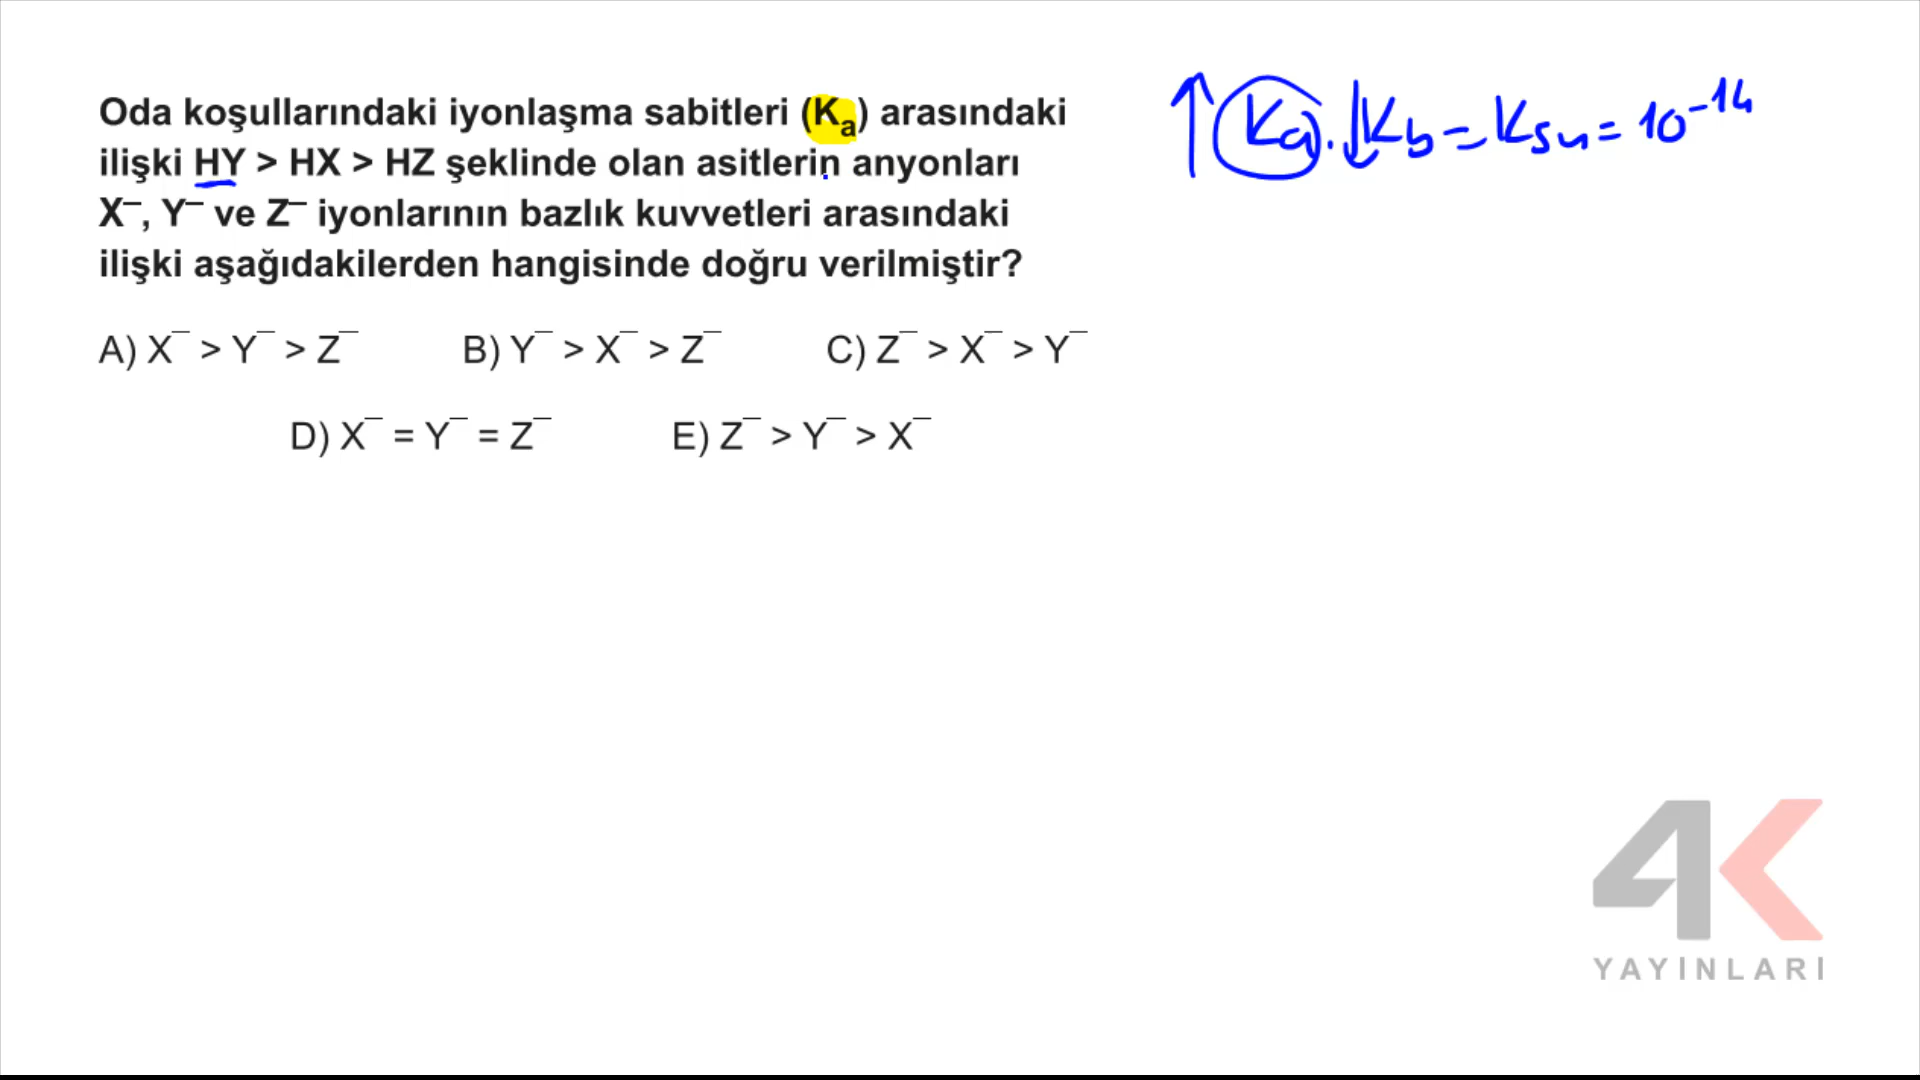 Oda koşullarındaki iyonlaşma sabitleri (Kₐ) arasındaki
ilişki HY > HX > HZ şeklinde olan asitlerin anyonları
X⁻, Y⁻ ve Z⁻ iyonlarının bazlık kuvvetleri arasındaki
ilişki aşağıdakilerden hangisinde doğru verilmiştir?
A) X⁻ > Y⁻ > Z⁻ B) Y⁻ > X⁻ > Z⁻ C) Z⁻ > X⁻ > Y⁻
D) X⁻ = Y⁻ = Z⁻ E) Z⁻ > Y⁻ > X⁻
↑Ka . ↓Kb = Ksu = 10⁻¹⁴
4K
YAYINLARI